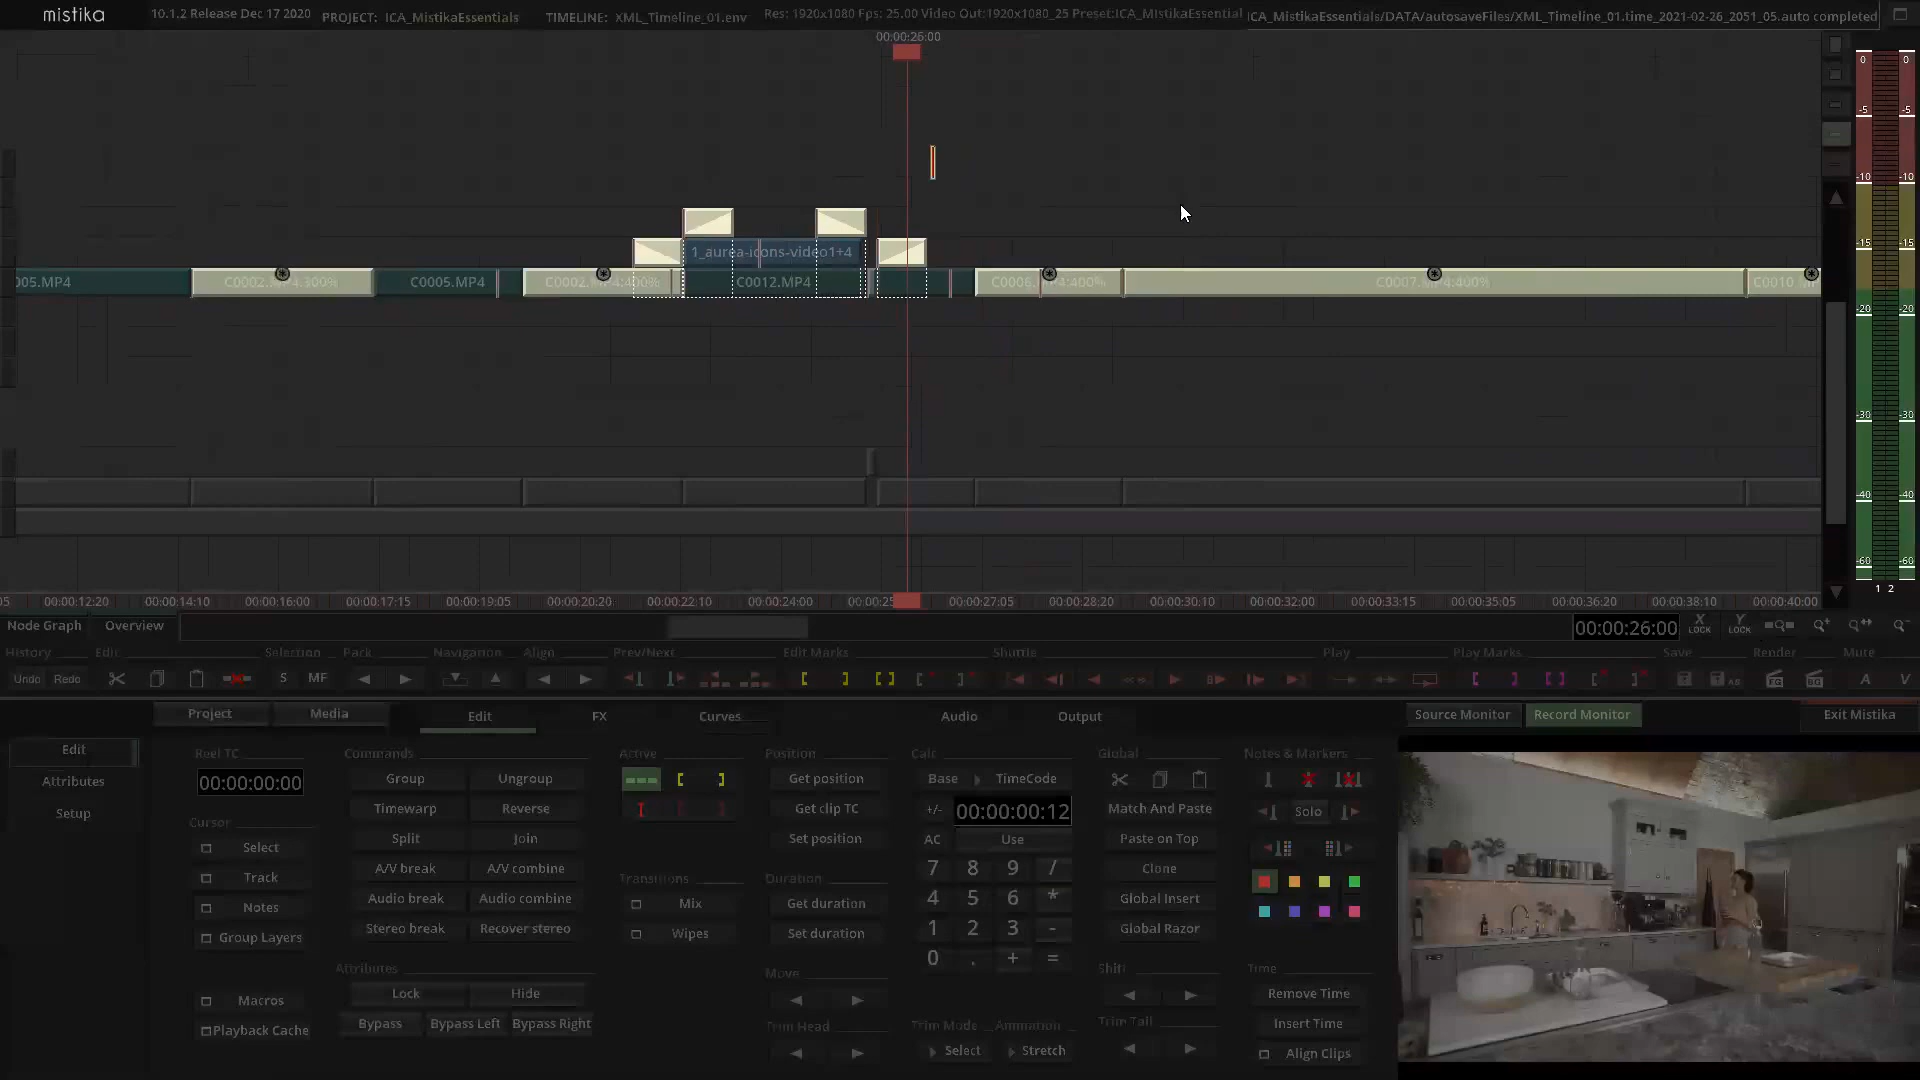 mistika 10.1.2 Release Dec 17 2020 PROJECT: ICA_MistikaEssentials TIMELINE: XML_Timeline_01.env Res: 1920x1080 Fps: 25.00 Video Out:1920x1080_25 Preset:ICA_MistikaEssential ICA_MistikaEssentials/DATA/autosaveFiles/XML_Timeline_01.time_2021-02-26_2051_05.auto completed
00:00:26:00
0 0
-5 -5
-10 -10
-15 -15
-20 -20
-30 -30
-40 -40
-60 -60
1 2
1_aurea-icons-video1+4
005.MP4 C0002.MP4:300% C0005.MP4 C0002.MP4:400% C0012.MP4 C0006.MP4:400% C0007.MP4:400% C0010.MP
05 00:00:12:20 00:00:14:10 00:00:16:00 00:00:17:15 00:00:19:05 00:00:20:20 00:00:22:10 00:00:24:00 00:00:25 00:00:27:05 00:00:28:20 00:00:30:10 00:00:32:00 00:00:33:15 00:00:35:05 00:00:36:20 00:00:38:10 00:00:40:00
Node Graph Overview 00:00:26:00 X LOCK Y LOCK
History Edit Selection Pack Navigation Align Prev/Next Edit Marks Shuttle Play Play Marks Save Render Mute
Undo Redo S MF T T AS FG BG A V
Project Media Edit FX Curves Audio Output Source Monitor Record Monitor Exit Mistika
Edit
Attributes
Setup
Reel TC
00:00:00:00
Cursor
Select
Track
Notes
Group Layers
Macros
Playback Cache
Commands
Group Ungroup
Timewarp Reverse
Split Join
A/V break A/V combine
Audio break Audio combine
Stereo break Recover stereo
Attributes
Lock Hide
Bypass Bypass Left Bypass Right
Active
Transitions
Mix
Wipes
Position
Get position
Get clip TC
Set position
Duration
Get duration
Set duration
Move
Trim Head
Calc
Base TimeCode
+/- 00:00:00:12
AC Use
7 8 9 /
4 5 6 *
1 2 3 -
0 . + =
Trim Mode Animation
Select Stretch
Global
Match And Paste
Paste on Top
Clone
Global Insert
Global Razor
Shift
Trim Tail
Notes & Markers
Solo
Time
Remove Time
Insert Time
Align Clips